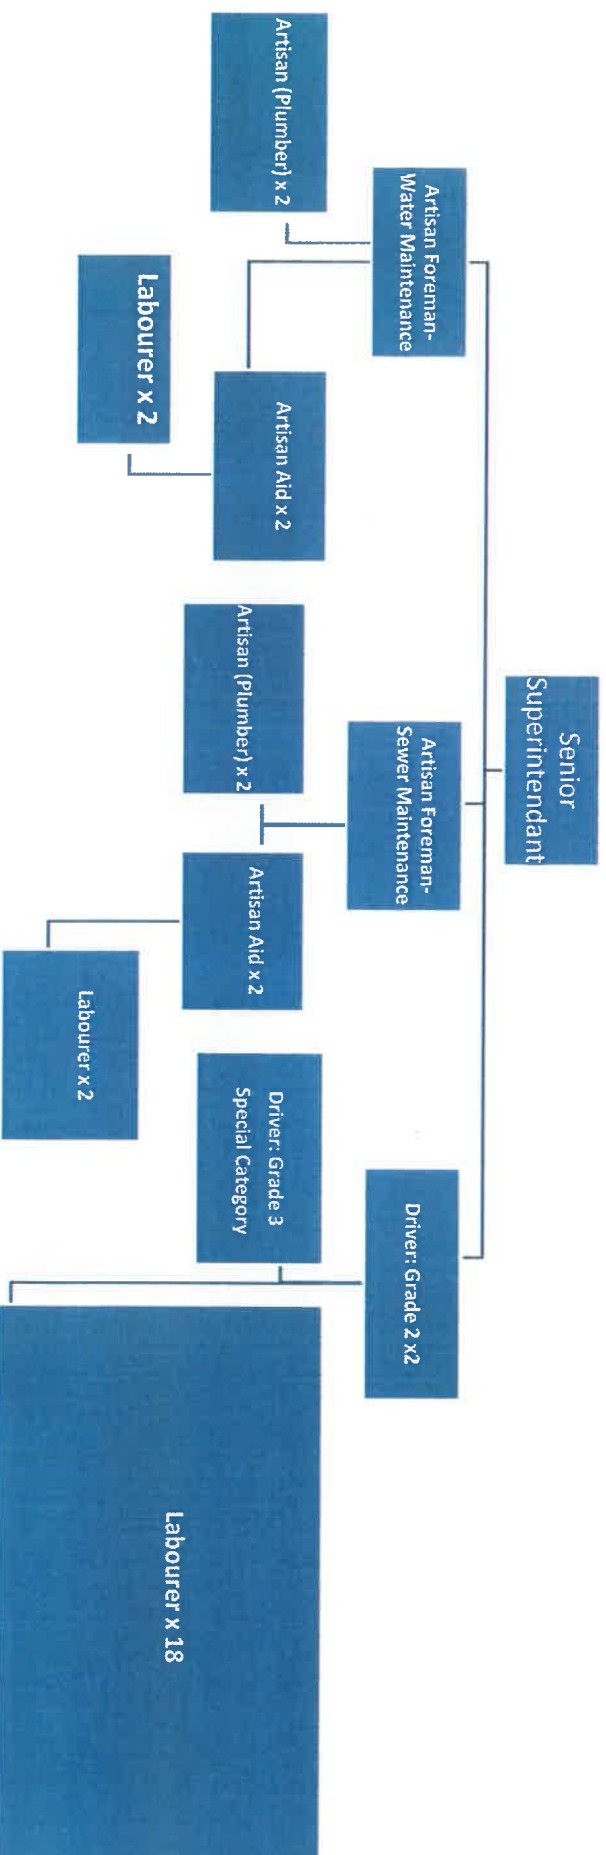 Senior
Superintendant
Artisan Foreman-
Water Maintenance
Artisan Foreman-
Sewer Maintenance
Driver: Grade 2 x2
Artisan (Plumber) x 2
Artisan Aid x 2
Artisan (Plumber) x 2
Artisan Aid x 2
Driver: Grade 3
Special Category
Labourer x 2
Labourer x 2
Labourer x 18